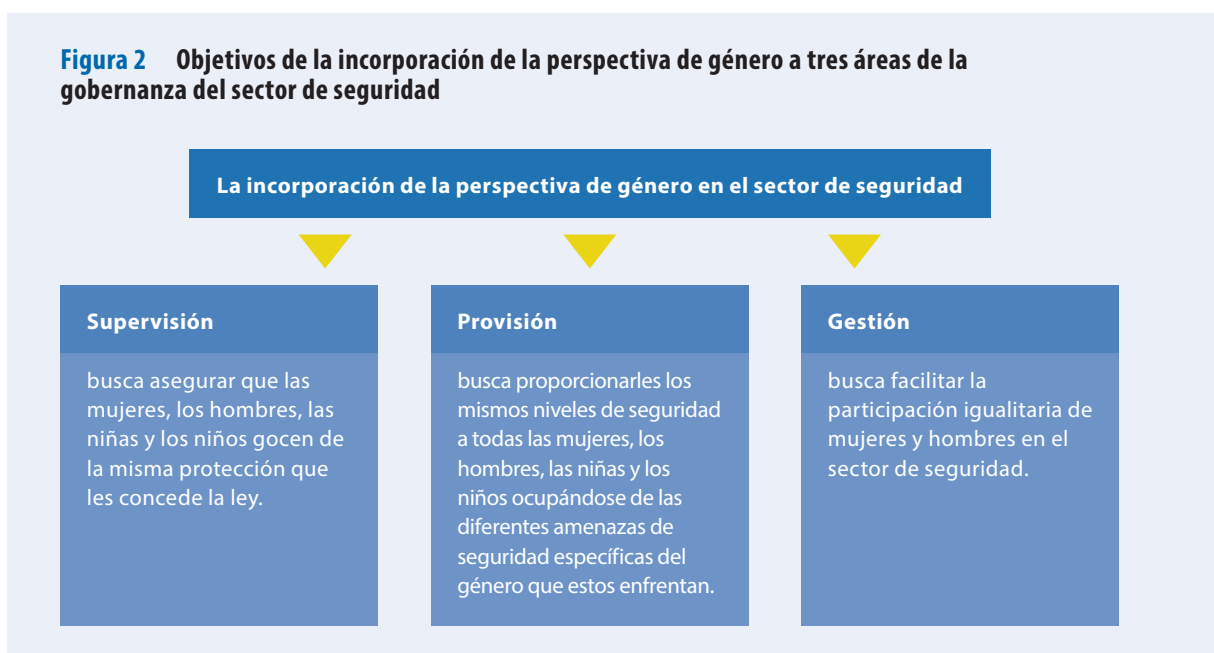 Figura 2 Objetivos de la incorporación de la perspectiva de género a tres áreas de la
gobernanza del sector de seguridad
La incorporación de la perspectiva de género en el sector de seguridad
Supervisión
busca asegurar que las
mujeres, los hombres, las
niñas y los niños gocen de
la misma protección que
les concede la ley.
Provisión
busca proporcionarles los
mismos niveles de seguridad
a todas las mujeres, los
hombres, las niñas y los
niños ocupándose de las
diferentes amenazas de
seguridad específicas del
género que estos enfrentan.
Gestión
busca facilitar la
participación igualitaria de
mujeres y hombres en el
sector de seguridad.